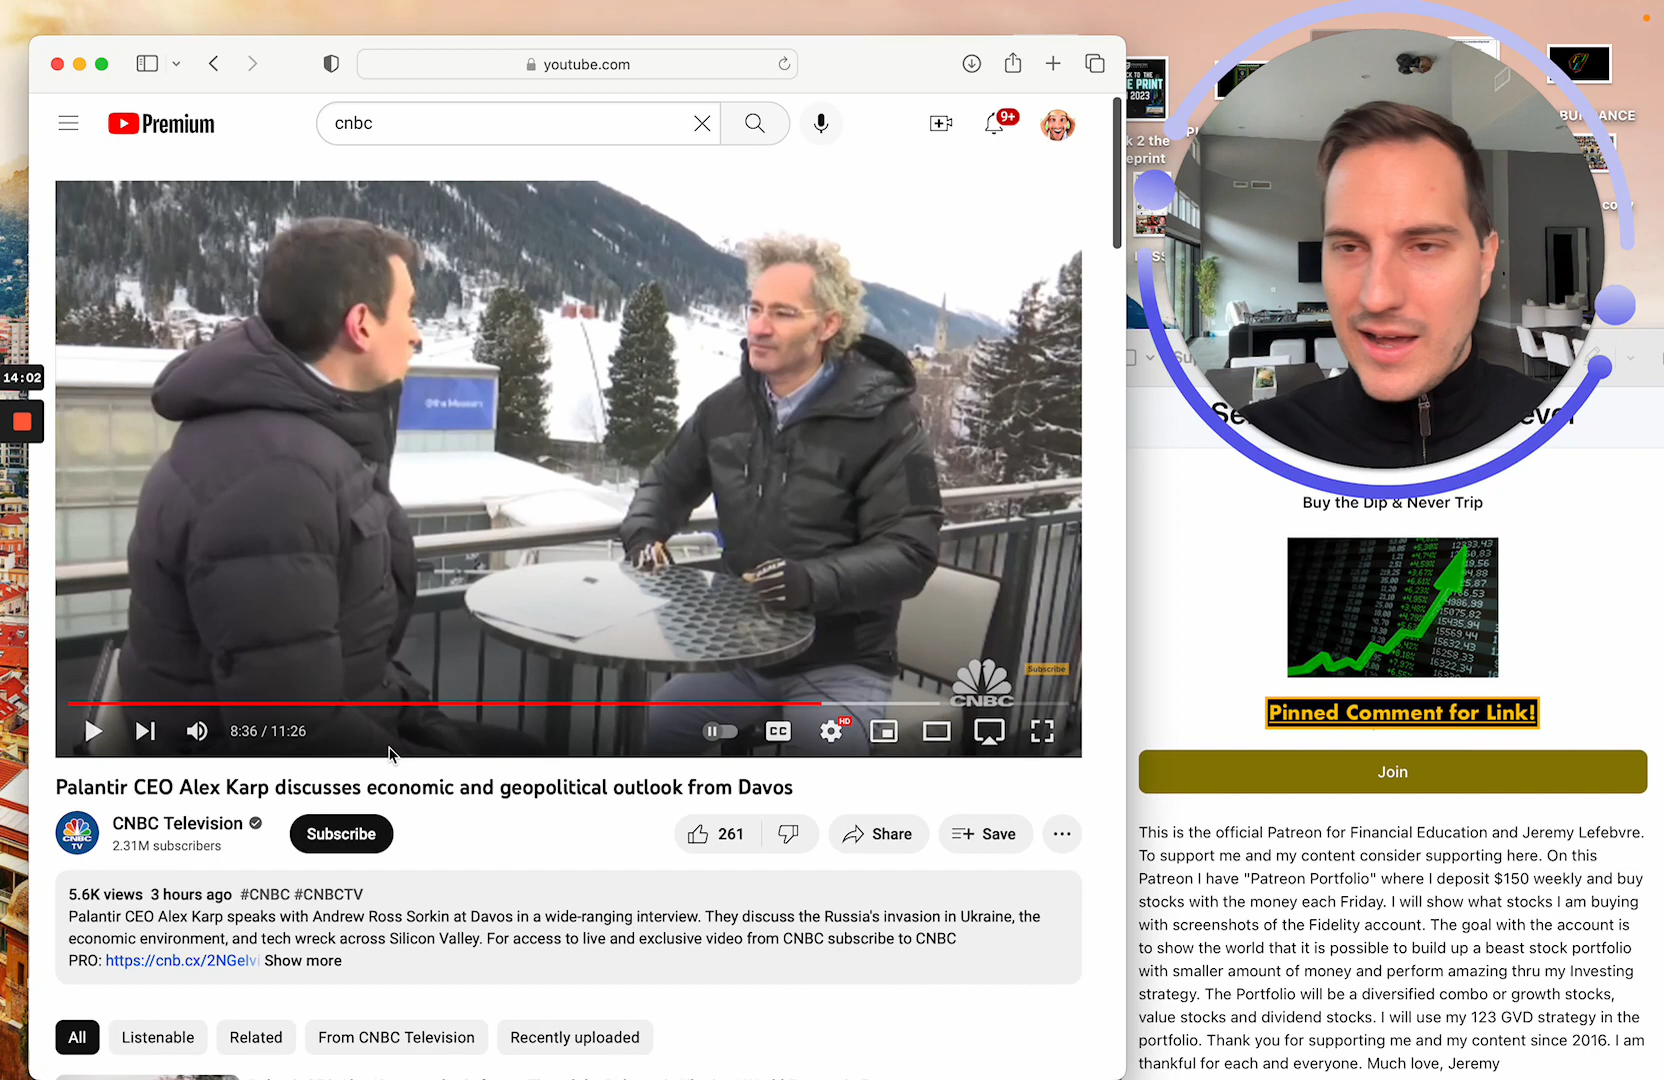 youtube.com
Premium
cnbc
9+
14:02
@the Museum
Subscribe
CNBC
8:36 / 11:26
CC
HD
Palantir CEO Alex Karp discusses economic and geopolitical outlook from Davos
CNBC TV
CNBC Television
2.31M subscribers
Subscribe
261
Share
Save
5.6K views 3 hours ago #CNBC #CNBCTV
Palantir CEO Alex Karp speaks with Andrew Ross Sorkin at Davos in a wide-ranging interview. They discuss the Russia's invasion in Ukraine, the
economic environment, and tech wreck across Silicon Valley. For access to live and exclusive video from CNBC subscribe to CNBC
PRO: https://cnb.cx/2NGeIvi Show more
All
Listenable
Related
From CNBC Television
Recently uploaded
2023
k 2 the
eprint
Buy the Dip & Never Trip
Pinned Comment for Link!
Join
This is the official Patreon for Financial Education and Jeremy Lefebvre.
To support me and my content consider supporting here. On this
Patreon I have "Patreon Portfolio" where I deposit $150 weekly and buy
stocks with the money each Friday. I will show what stocks I am buying
with screenshots of the Fidelity account. The goal with the account is
to show the world that it is possible to build up a beast stock portfolio
with smaller amount of money and perform amazing thru my Investing
strategy. The Portfolio will be a diversified combo or growth stocks,
value stocks and dividend stocks. I will use my 123 GVD strategy in the
portfolio. Thank you for supporting me and my content since 2016. I am
thankful for each and everyone. Much love, Jeremy